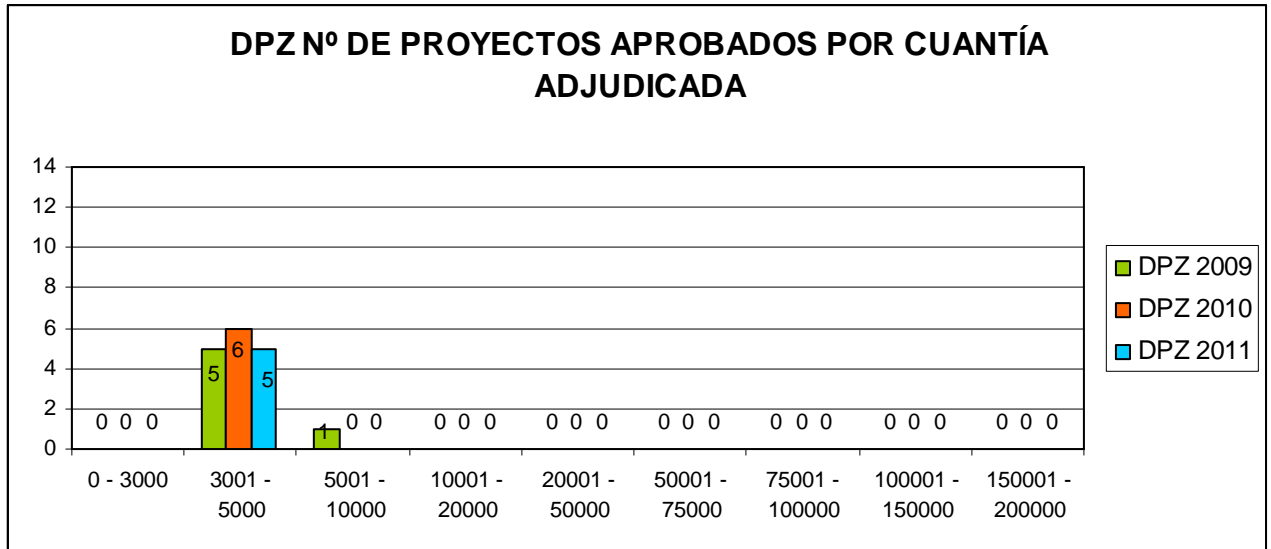 DPZ Nº DE PROYECTOS APROBADOS POR CUANTÍA
ADJUDICADA
14
12
10
8
6
4
2
0
0 0 0
5 6 5
1 0 0
0 0 0
0 0 0
0 0 0
0 0 0
0 0 0
0 0 0
0 - 3000
3001 -
5000
5001 -
10000
10001 -
20000
20001 -
50000
50001 -
75000
75001 -
100000
100001 -
150000
150001 -
200000
DPZ 2009
DPZ 2010
DPZ 2011